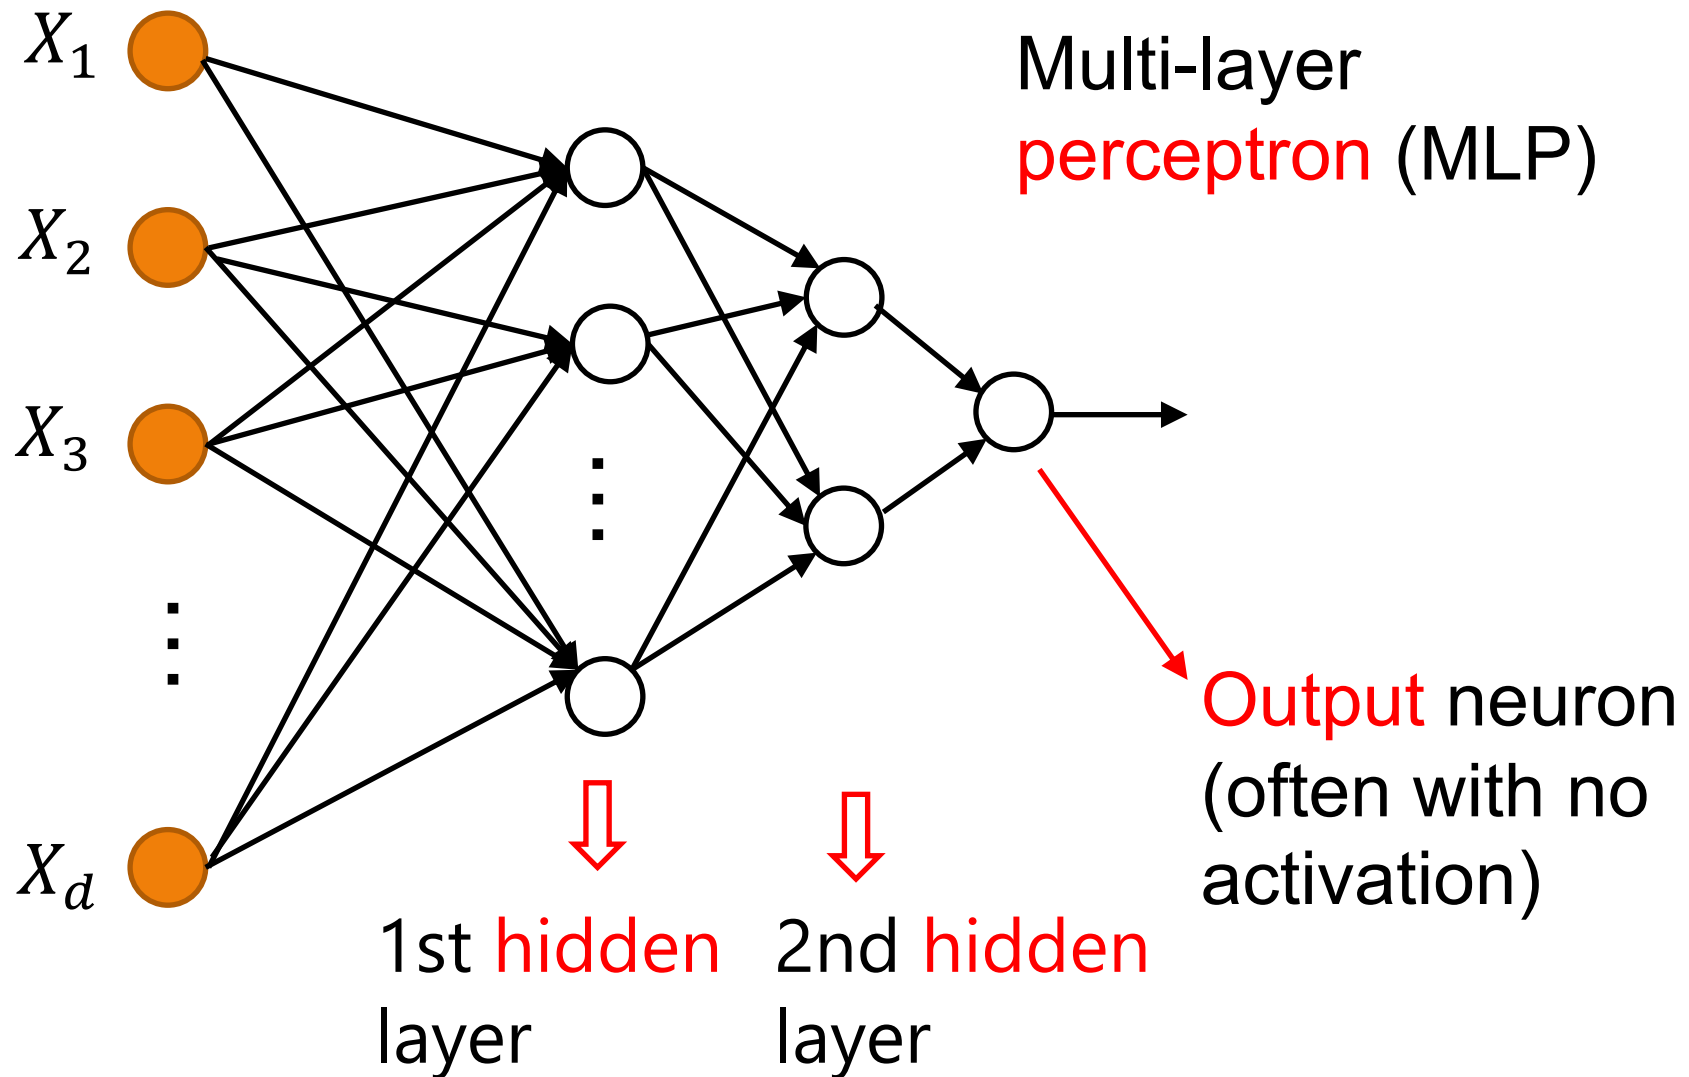 X₁
Multi-layer
perceptron (MLP)
X₂
X₃
⋮
⋮
X_d
Output neuron
(often with no
activation)
1st hidden
layer
2nd hidden
layer